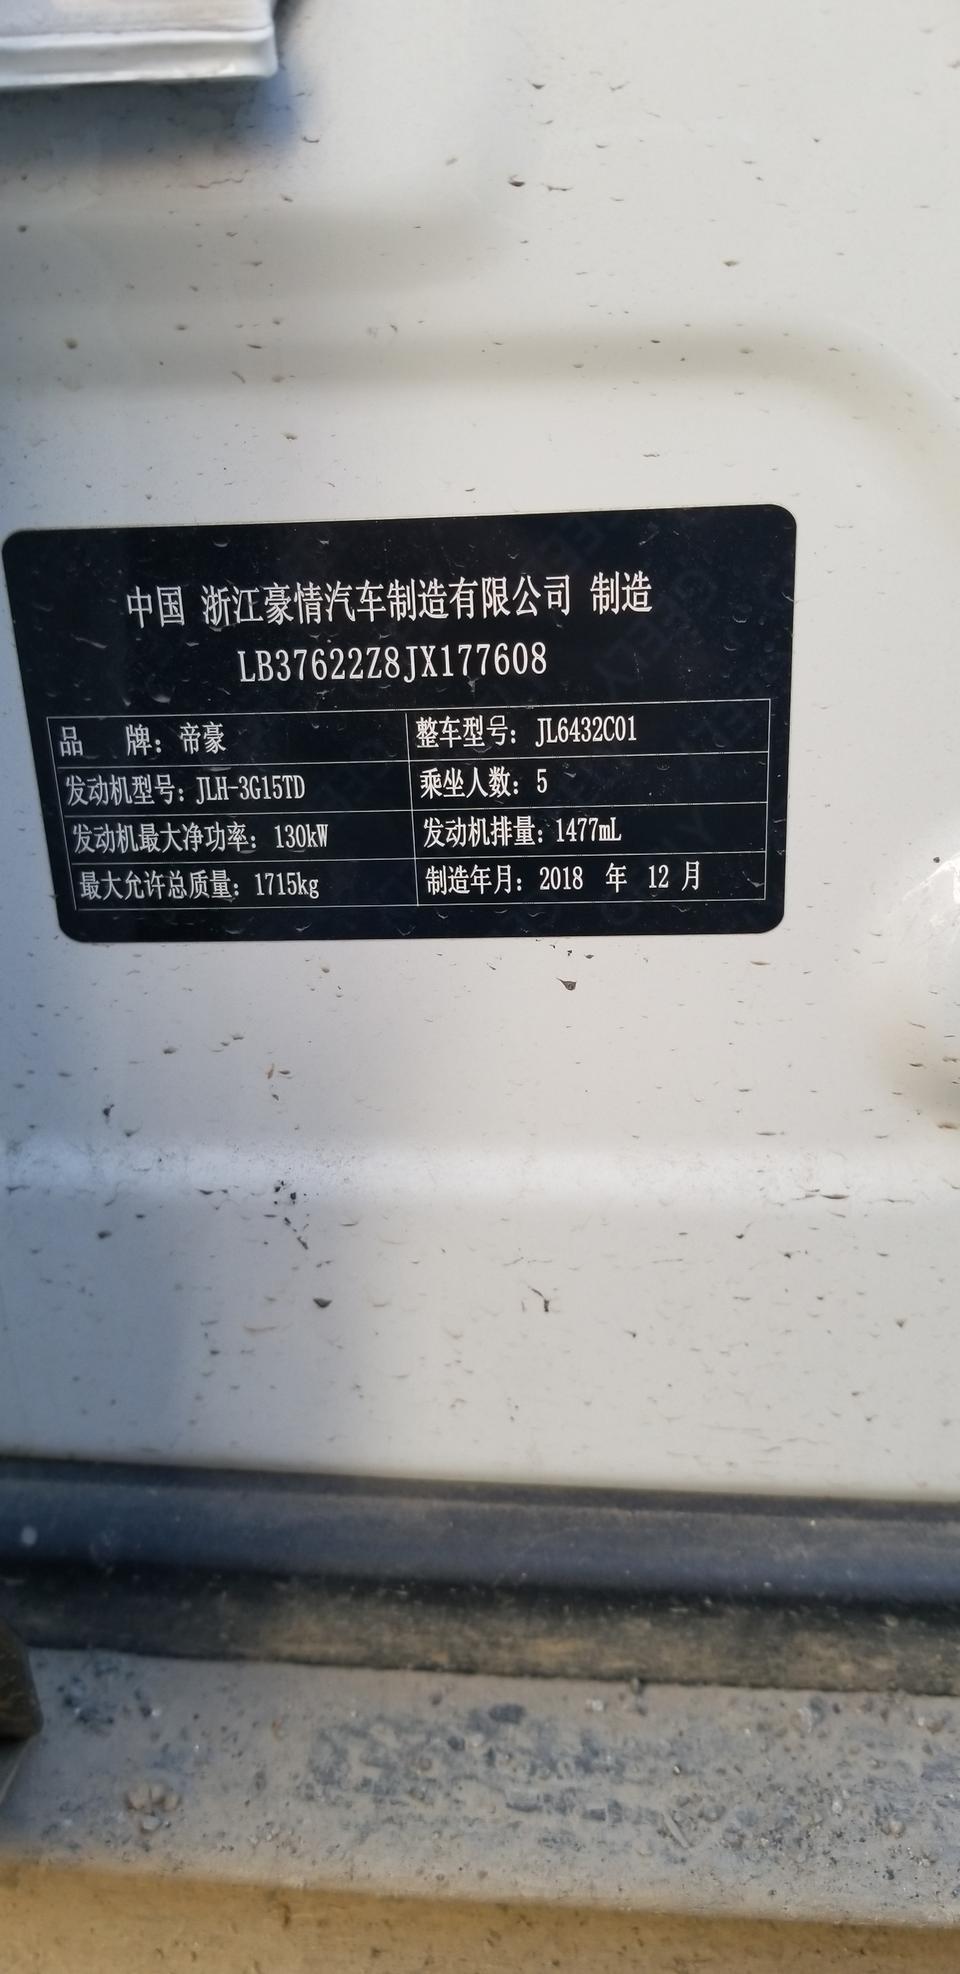 中国 浙江豪情汽车制造有限公司 制造
LB37622Z8JX177608
品 牌：帝豪 整车型号：JL6432C01
发动机型号：JLH-3G15TD 乘坐人数：5
发动机最大净功率：130kW 发动机排量：1477mL
最大允许总质量：1715kg 制造年月：2018 年 12 月